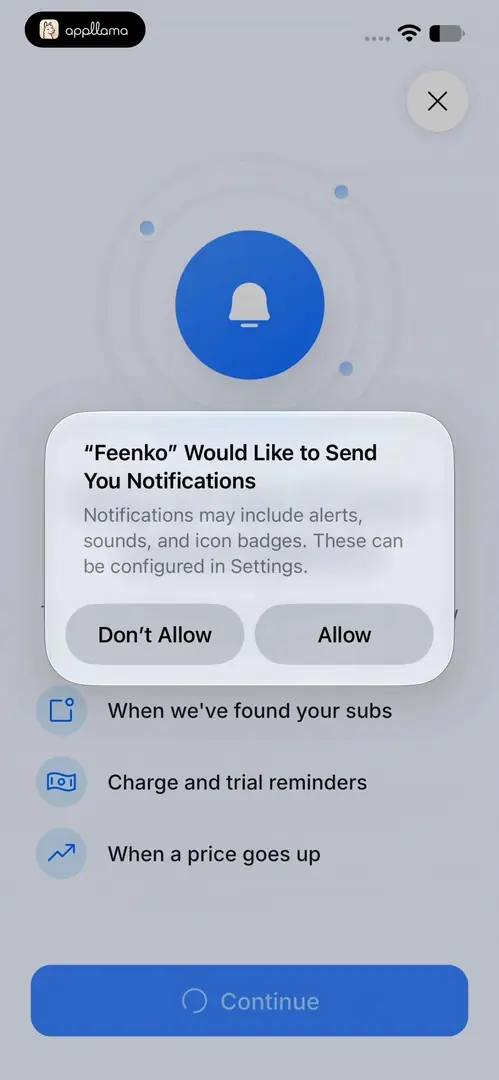 appllama
“Feenko” Would Like to Send
You Notifications
Notifications may include alerts,
sounds, and icon badges. These can
be configured in Settings.
Don’t Allow
Allow
When we've found your subs
Charge and trial reminders
When a price goes up
Continue